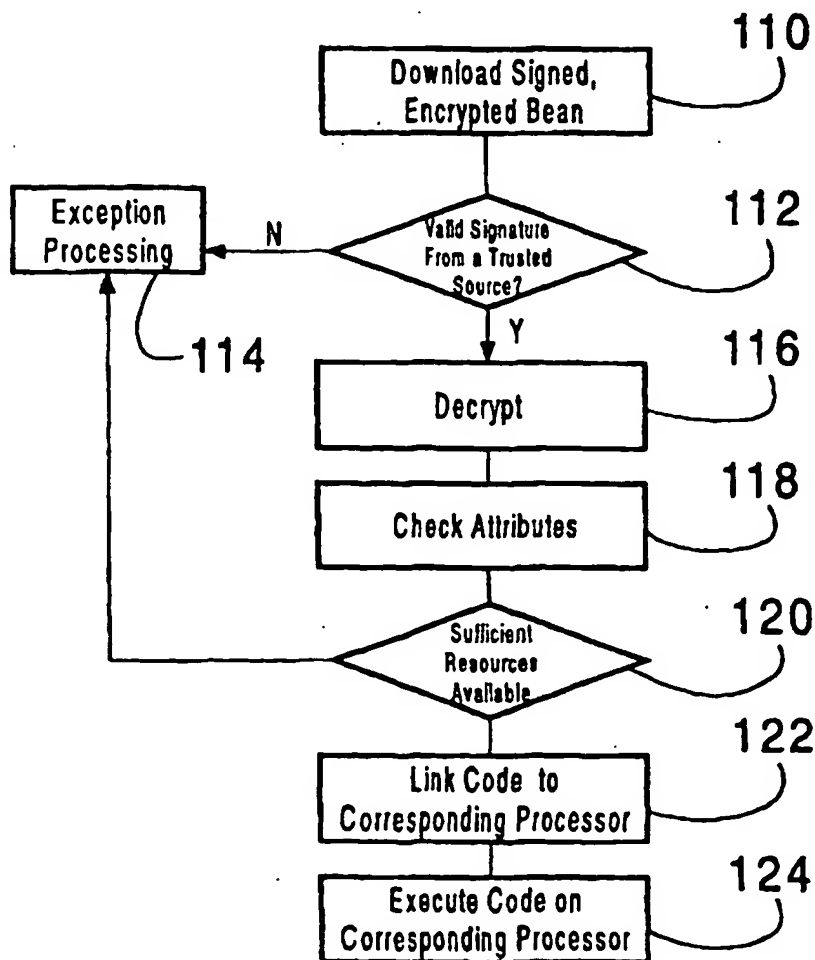 110
Download Signed,
Encrypted Bean
Exception
Processing
N
Valid Signature
From a Trusted
Source?
112
114
Y
116
Decrypt
118
Check Attributes
120
Sufficient
Resources
Available
122
Link Code to
Corresponding Processor
124
Execute Code on
Corresponding Processor